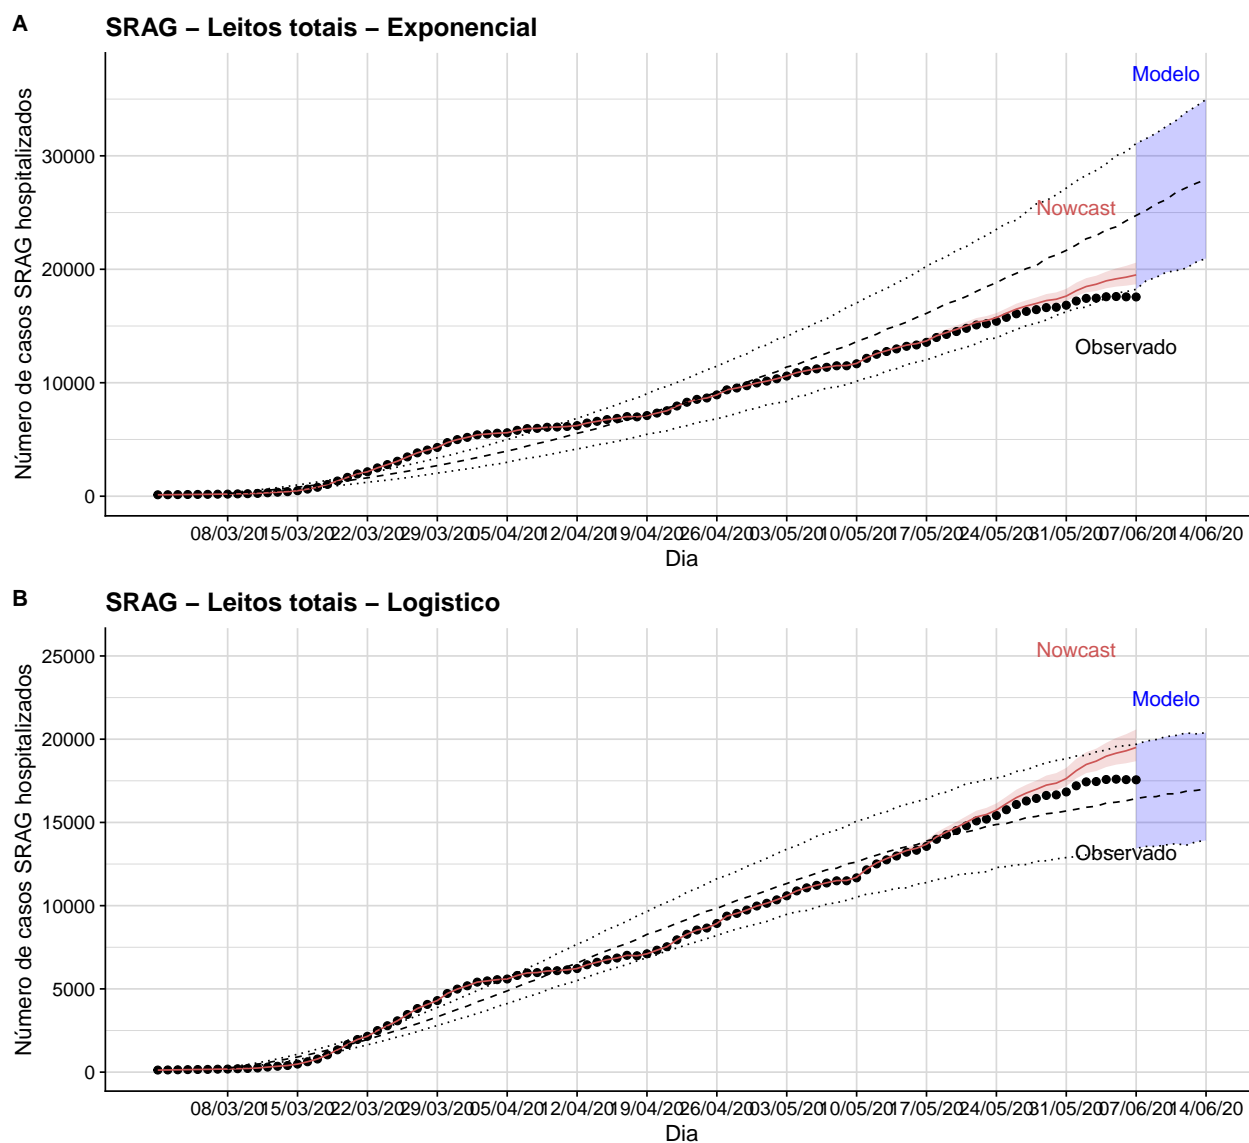 A
SRAG – Leitos totais – Exponencial
Número de casos SRAG hospitalizados
30000
20000
10000
0
Modelo
Nowcast
Observado
08/03/20 15/03/20 22/03/20 29/03/20 05/04/20 12/04/20 19/04/20 26/04/20 03/05/20 10/05/20 17/05/20 24/05/20 31/05/20 07/06/20 14/06/20
Dia
B
SRAG – Leitos totais – Logistico
Número de casos SRAG hospitalizados
25000
20000
15000
10000
5000
0
Nowcast
Modelo
Observado
08/03/20 15/03/20 22/03/20 29/03/20 05/04/20 12/04/20 19/04/20 26/04/20 03/05/20 10/05/20 17/05/20 24/05/20 31/05/20 07/06/20 14/06/20
Dia